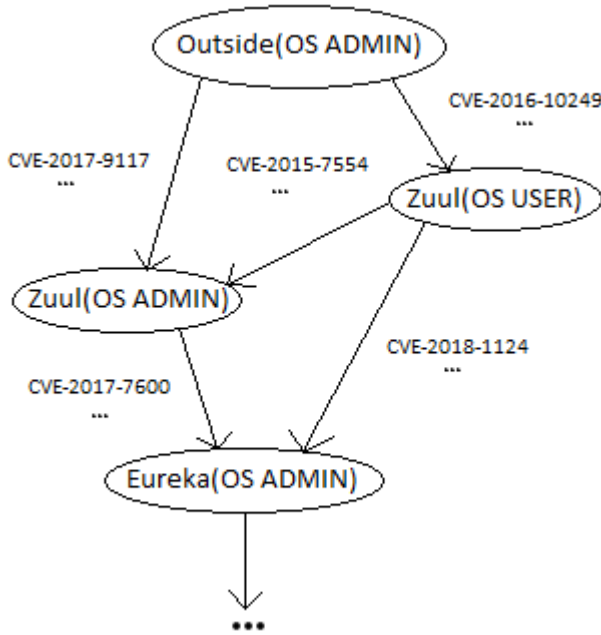 Outside(OS ADMIN)
CVE-2016-10249
...
CVE-2017-9117
...
CVE-2015-7554
...
Zuul(OS USER)
Zuul(OS ADMIN)
CVE-2018-1124
...
CVE-2017-7600
...
Eureka(OS ADMIN)
...